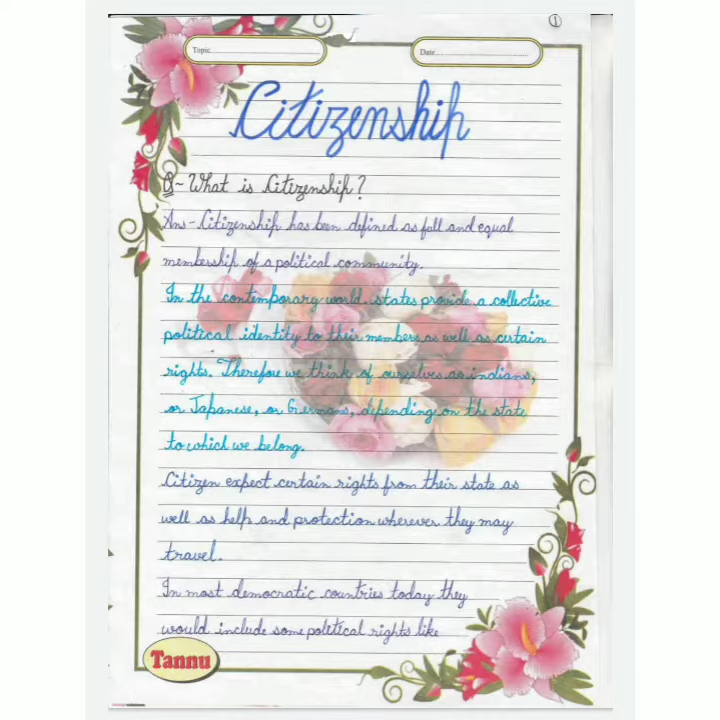 1
Topic
Date
Citizenship
Q~ What is Citizenship?
Ans - Citizenship has been defined as full and equal
membership of a political community.
In the contemporary world states provide a collective
political identity to their members as well as certain
rights. Therefore we think of ourselves as indians,
or Japanese, or Germans, depending on the state
to which we belong.
Citizen expect certain rights from their state as
well as help and protection wherever they may
travel.
In most democratic countries today they
would include some political rights like
Tannu